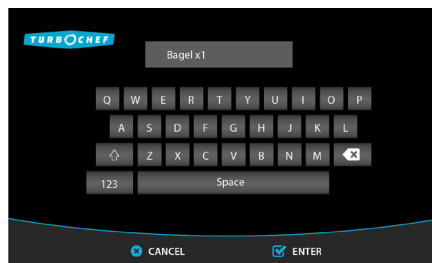 TURBOCHEF
Bagel x1
Q W E R T Y U I O P
A S D F G H J K L
Z X C V B N M
123 Space
CANCEL ENTER